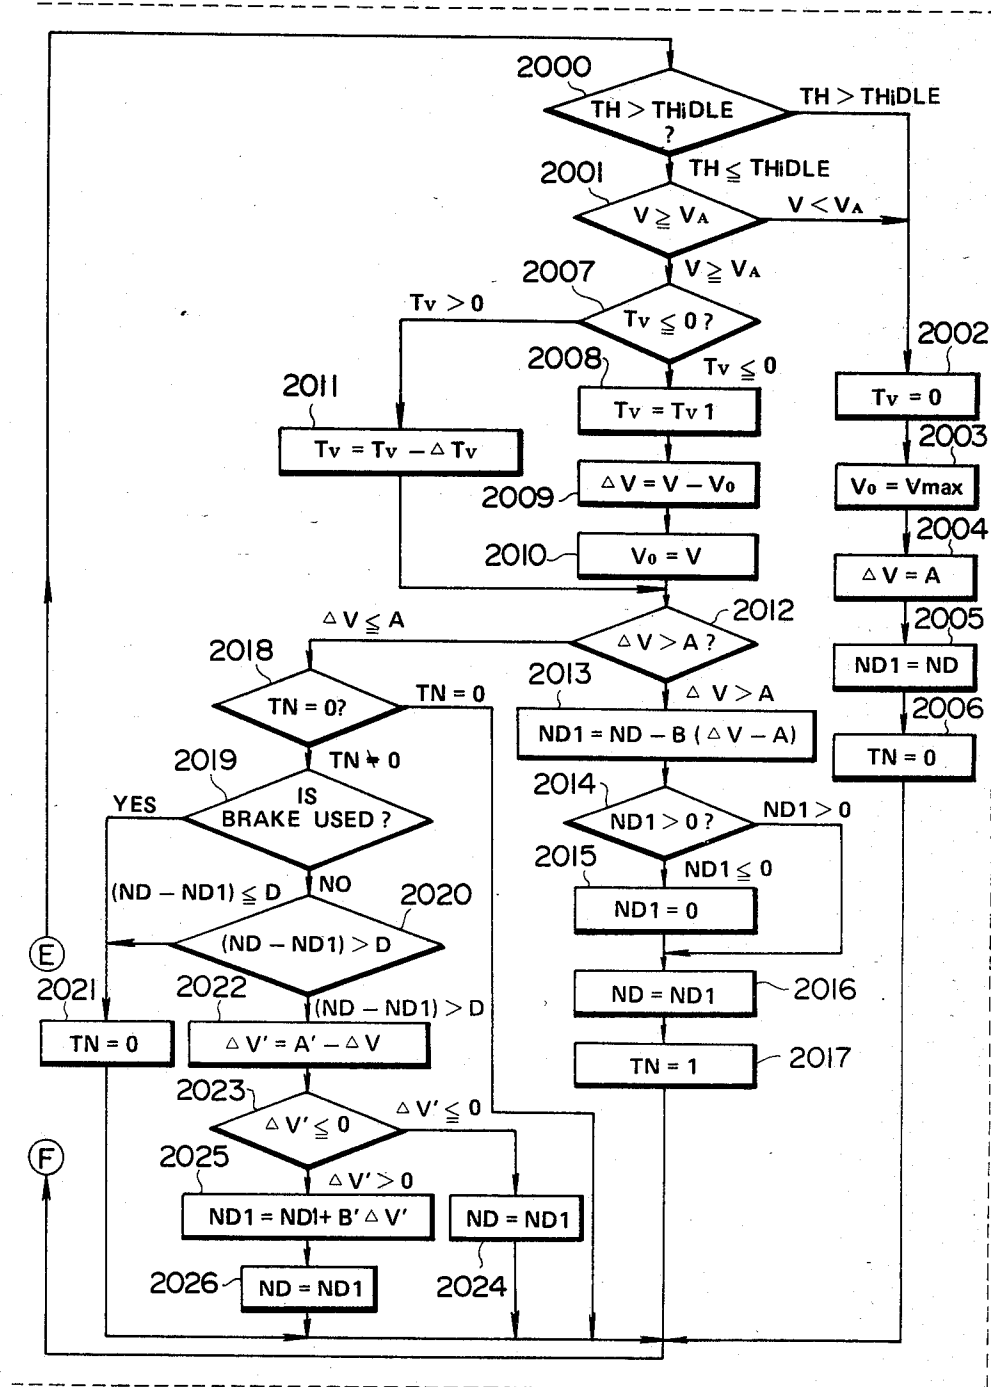 2000
TH > THiDLE
?
TH > THiDLE
TH ≦ THiDLE
2001
V ≧ VA
V < VA
V ≧ VA
2007
Tv > 0
Tv ≦ 0 ?
Tv ≦ 0
2002
Tv = 0
2011
Tv = Tv − △ Tv
2008
Tv = Tv 1
2003
V0 = Vmax
2009
△ V = V − V0
2004
△ V = A
2010
V0 = V
2005
ND1 = ND
△ V ≦ A
2012
△ V > A ?
△ V > A
2006
TN = 0
2018
TN = 0?
TN = 0
TN ≠ 0
2013
ND1 = ND − B ( △ V − A )
2019
IS
BRAKE USED ?
YES
NO
2014
ND1 > 0 ?
ND1 > 0
ND1 ≦ 0
2015
ND1 = 0
(ND − ND1) ≦ D
2020
(ND − ND1) > D
(ND − ND1) > D
E
2021
TN = 0
2022
△ V' = A' − △ V
2016
ND = ND1
2017
TN = 1
2023
△ V' ≦ 0
△ V' ≦ 0
△ V' > 0
F
2025
ND1 = ND1+ B' △ V'
ND = ND1
2024
2026
ND = ND1